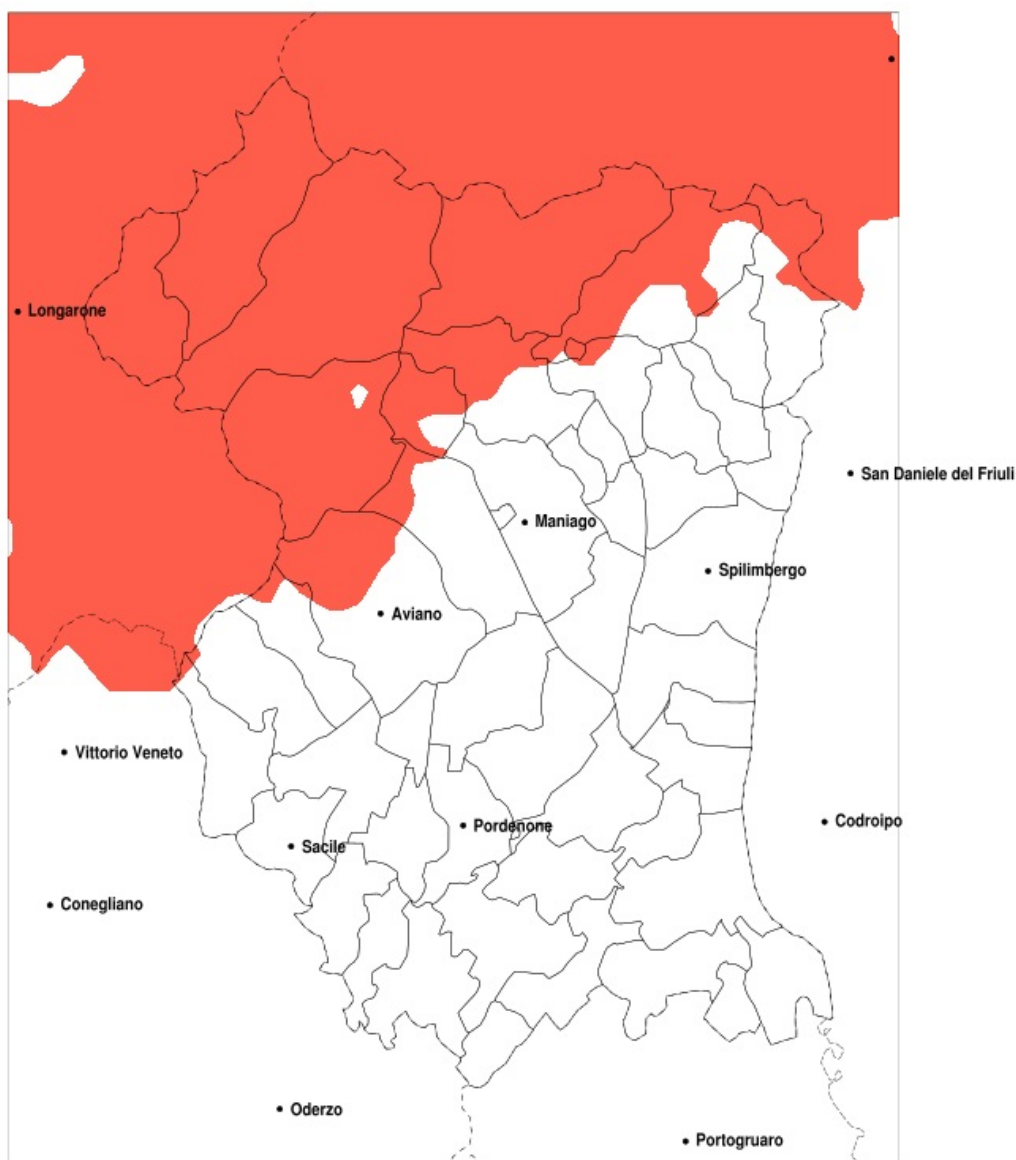 Longarone
San Daniele del Friuli
Maniago
Spilimbergo
Aviano
Vittorio Veneto
Codroipo
Pordenone
Sacile
Conegliano
Oderzo
Portogruaro